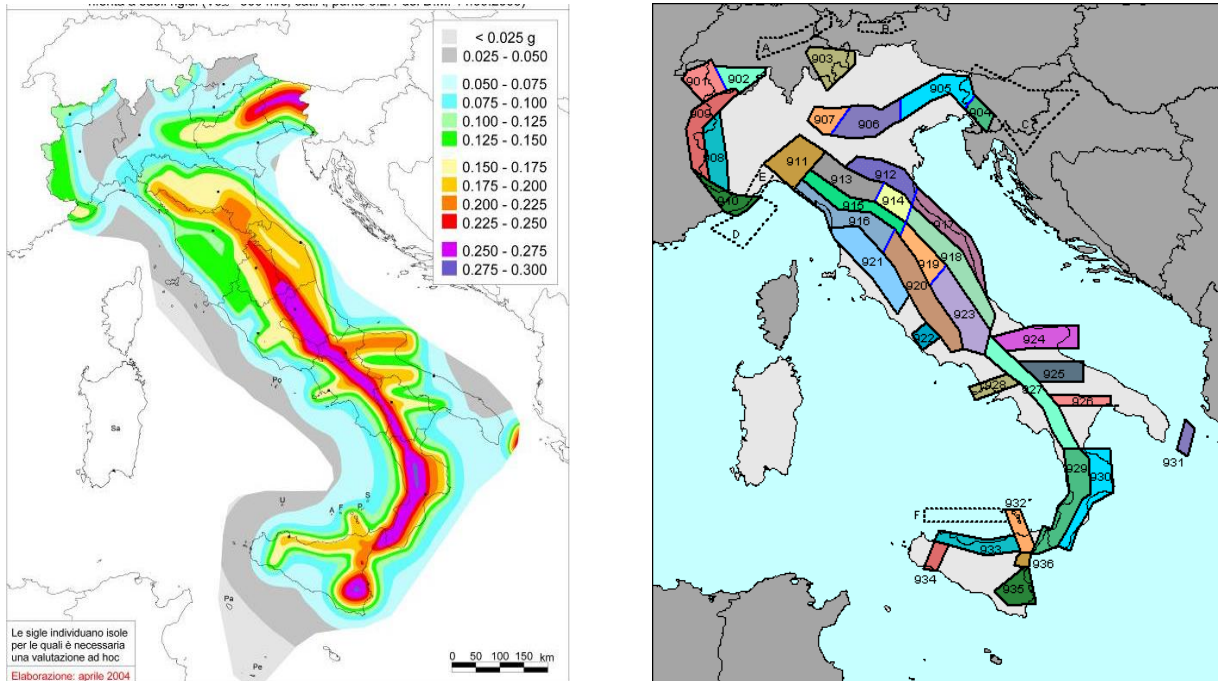 < 0.025 g
0.025 - 0.050
0.050 - 0.075
0.075 - 0.100
0.100 - 0.125
0.125 - 0.150
0.150 - 0.175
0.175 - 0.200
0.200 - 0.225
0.225 - 0.250
0.250 - 0.275
0.275 - 0.300
Sa
Po
U
A
F
P
S
Pa
Pe
Le sigle individuano isole
per le quali è necessaria
una valutazione ad hoc
Elaborazione: aprile 2004
0 50 100 150 km
A
B
903
901
902
905
909
907
906
904
C
908
911
912
E
913
910
915
914
916
917
D
921
919
918
920
923
922
924
928
925
927
926
931
929
930
932
F
933
936
934
935